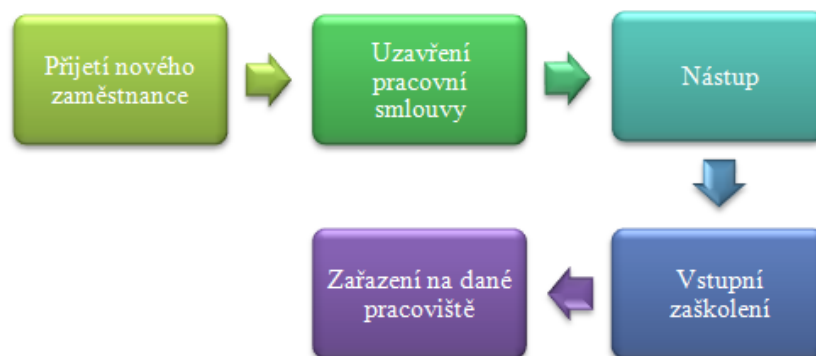 Přijetí nového
zaměstnance
Uzavření
pracovní
smlouvy
Nástup
Vstupní
zaškolení
Zařazení na dané
pracoviště